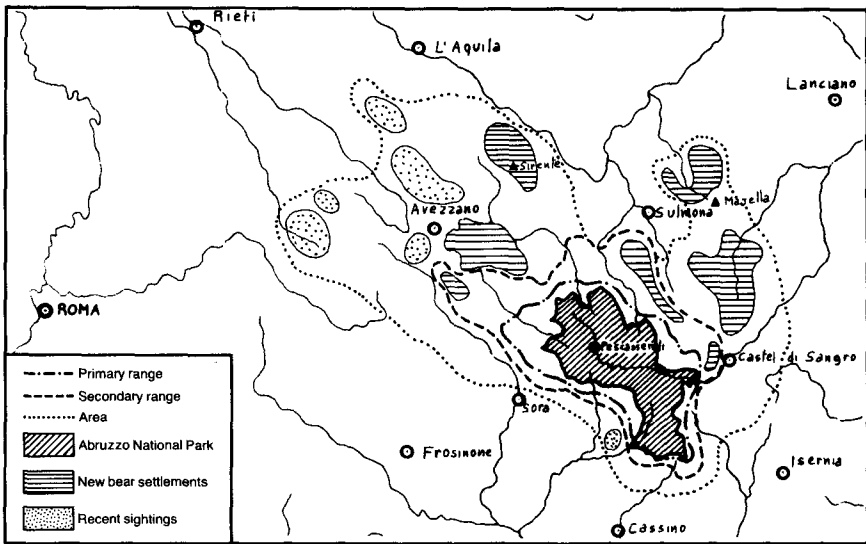 Rieti
L'Aquila
Lanciano
Sirente
Majella
Sulmona
Avezzano
ROMA
Pescasseroli
Castel di Sangro
Sora
Frosinone
Isernia
Cassino
Primary range
Secondary range
Area
Abruzzo National Park
New bear settlements
Recent sightings